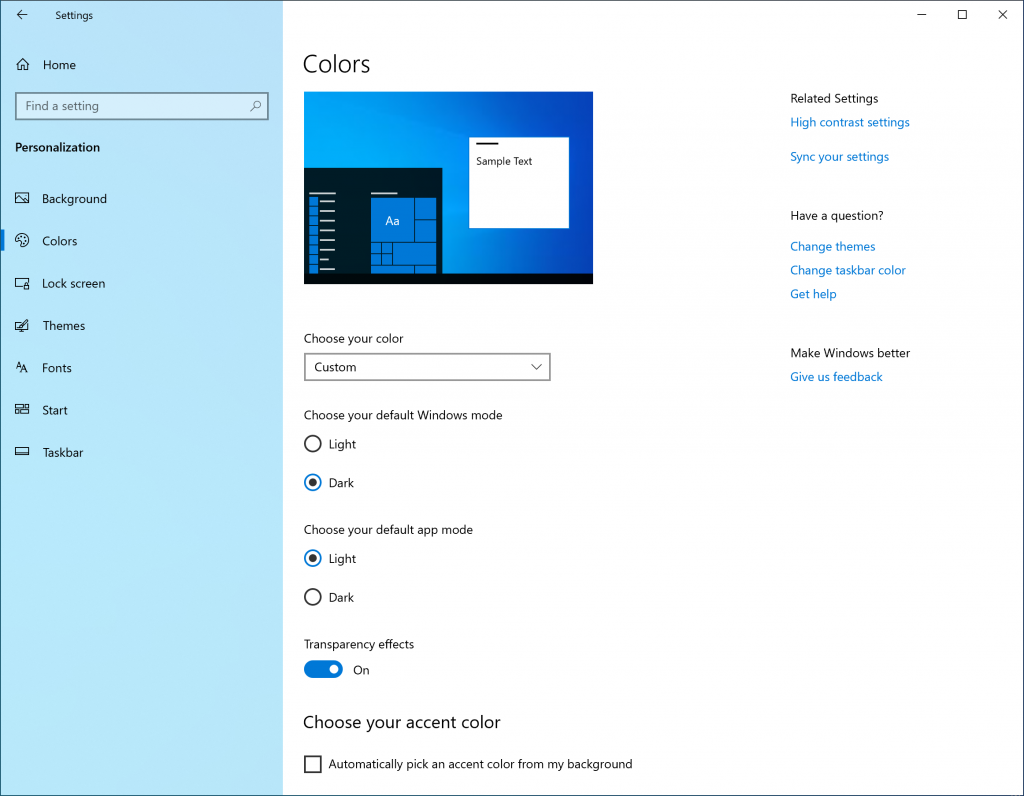 Settings
Home
Find a setting
Personalization
Background
Colors
Lock screen
Themes
Fonts
Start
Taskbar
Colors
Sample Text
Aa
Choose your color
Custom
Choose your default Windows mode
Light
Dark
Choose your default app mode
Light
Dark
Transparency effects
On
Choose your accent color
Automatically pick an accent color from my background
Related Settings
High contrast settings
Sync your settings
Have a question?
Change themes
Change taskbar color
Get help
Make Windows better
Give us feedback